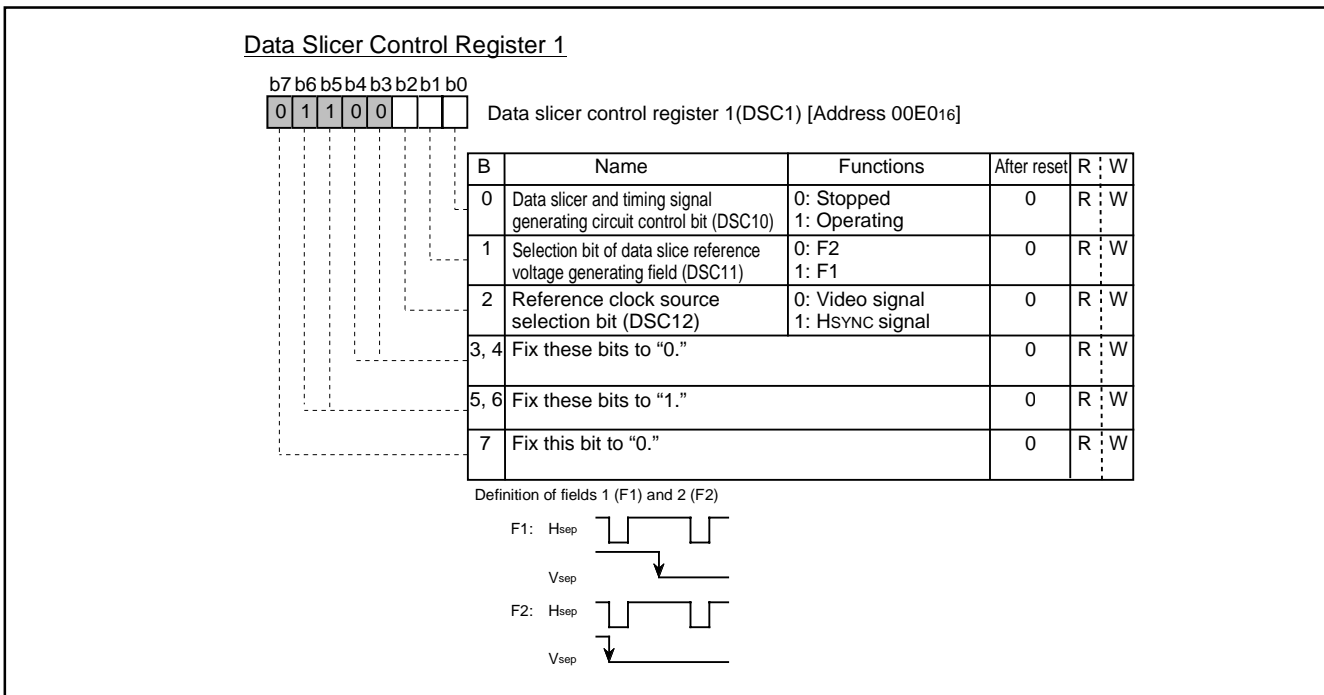 Data Slicer Control Register 1
b7 b6 b5 b4 b3 b2 b1 b0
0 1 1 0 0
Data slicer control register 1(DSC1) [Address 00E016]
B Name Functions After reset R W
0 Data slicer and timing signal generating circuit control bit (DSC10) 0: Stopped 1: Operating 0 R W
1 Selection bit of data slice reference voltage generating field (DSC11) 0: F2 1: F1 0 R W
2 Reference clock source selection bit (DSC12) 0: Video signal 1: HSYNC signal 0 R W
3, 4 Fix these bits to “0.” 0 R W
5, 6 Fix these bits to “1.” 0 R W
7 Fix this bit to “0.” 0 R W
Definition of fields 1 (F1) and 2 (F2)
F1: Hsep
Vsep
F2: Hsep
Vsep